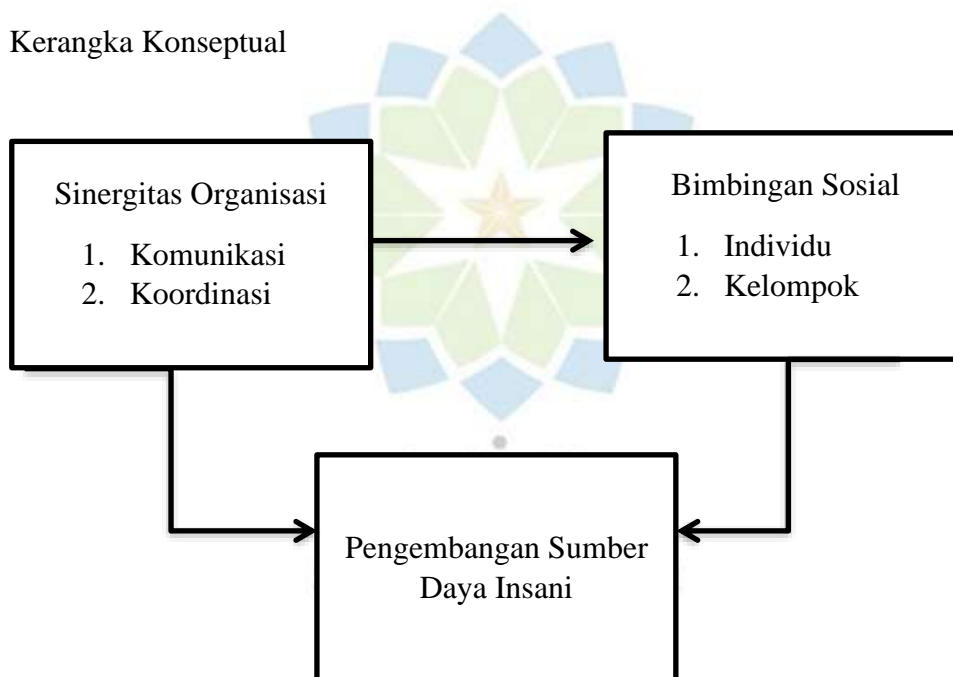 Kerangka Konseptual
Sinergitas Organisasi
1. Komunikasi
2. Koordinasi
Bimbingan Sosial
1. Individu
2. Kelompok
Pengembangan Sumber
Daya Insani